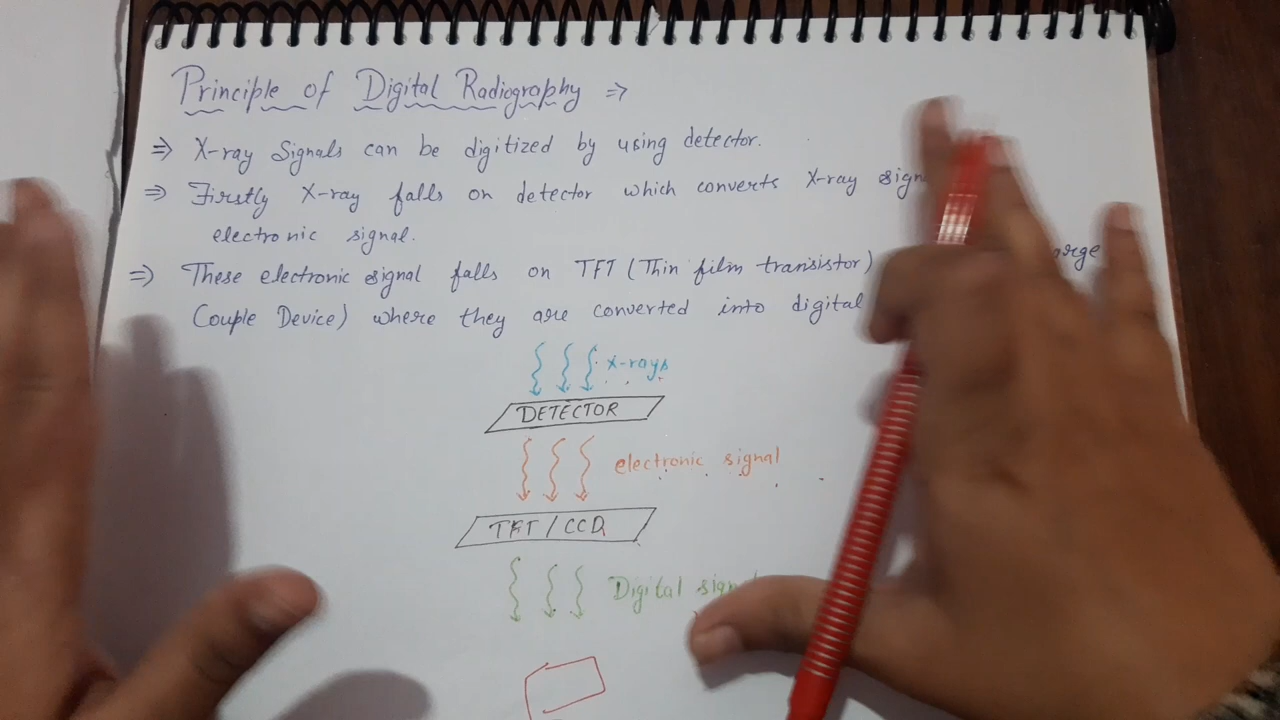 Principle of Digital Radiography ⇒
⇒ X-ray Signals can be digitized by using detector.
⇒ Firstly X-ray falls on detector which converts X-ray
electronic signal.
⇒ These electronic signal falls on TFT (Thin film transistor)
Couple Device) where they are converted into digital
X-rays
DETECTOR
electronic signal
TFT / CCD
Digital